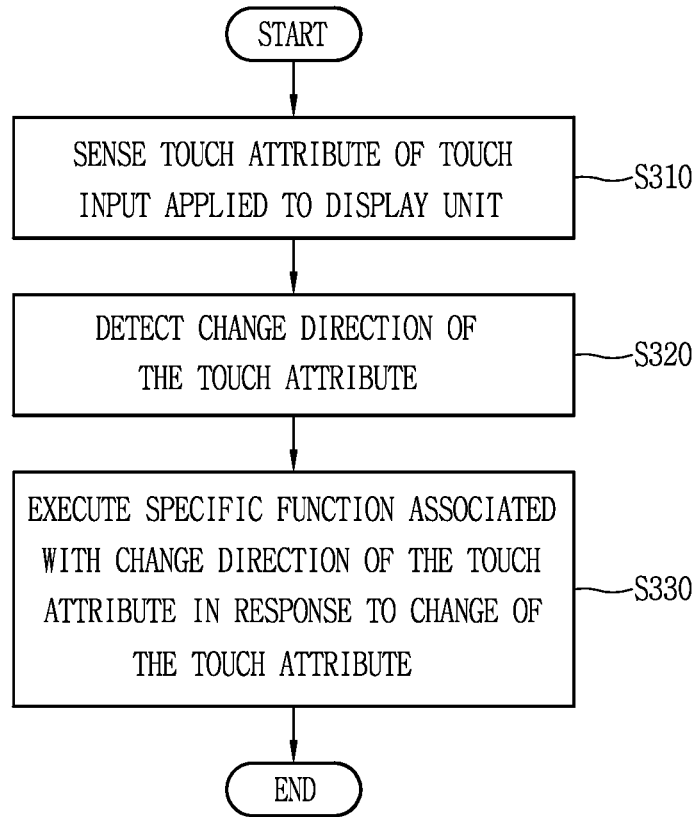 START
SENSE TOUCH ATTRIBUTE OF TOUCH
INPUT APPLIED TO DISPLAY UNIT
S310
DETECT CHANGE DIRECTION OF
THE TOUCH ATTRIBUTE
S320
EXECUTE SPECIFIC FUNCTION ASSOCIATED
WITH CHANGE DIRECTION OF THE TOUCH
ATTRIBUTE IN RESPONSE TO CHANGE OF
THE TOUCH ATTRIBUTE
S330
END